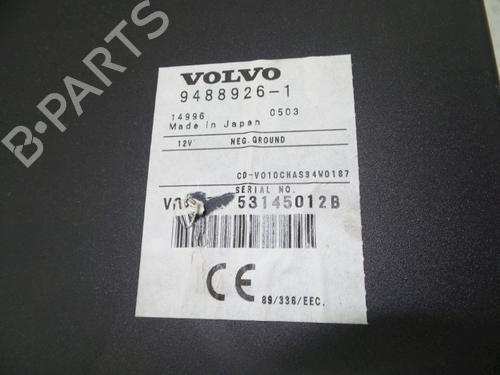 B-PARTS
VOLVO
9488926-1
14996 0503
Made in Japan
12V NEG. GROUND
CD-V010CHAS34W0187
SERIAL NO.
53145012B
CE
89/336/EEC.